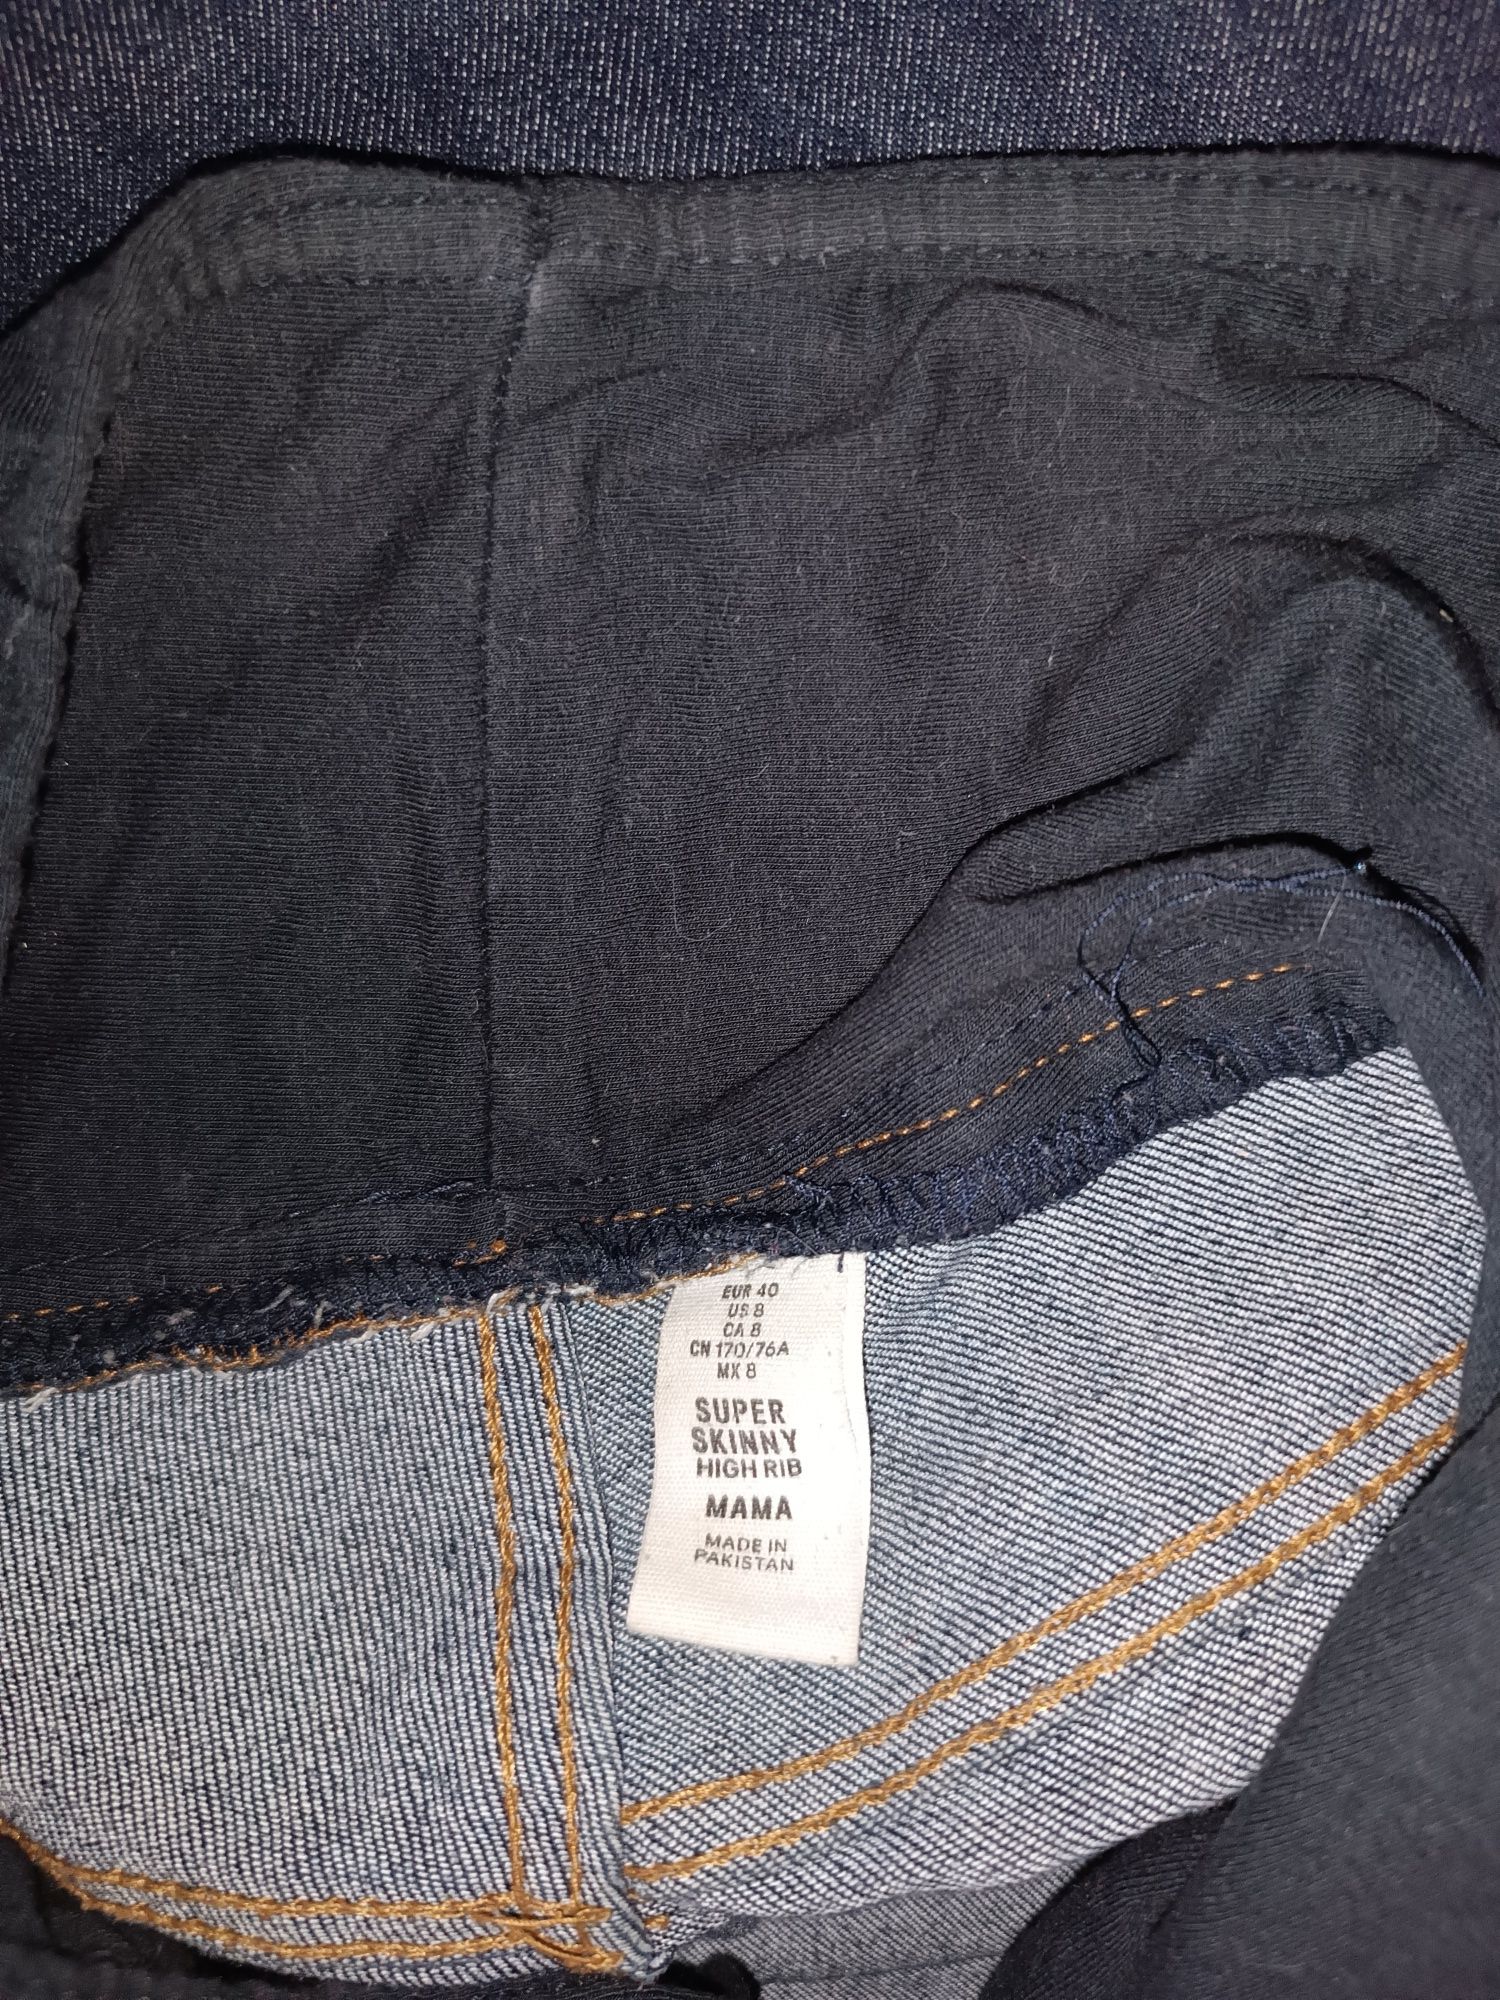 EUR 40
US 8
CA 8
CN 170/76A
MX 8
SUPER
SKINNY
HIGH RIB
MAMA
MADE IN
PAKISTAN